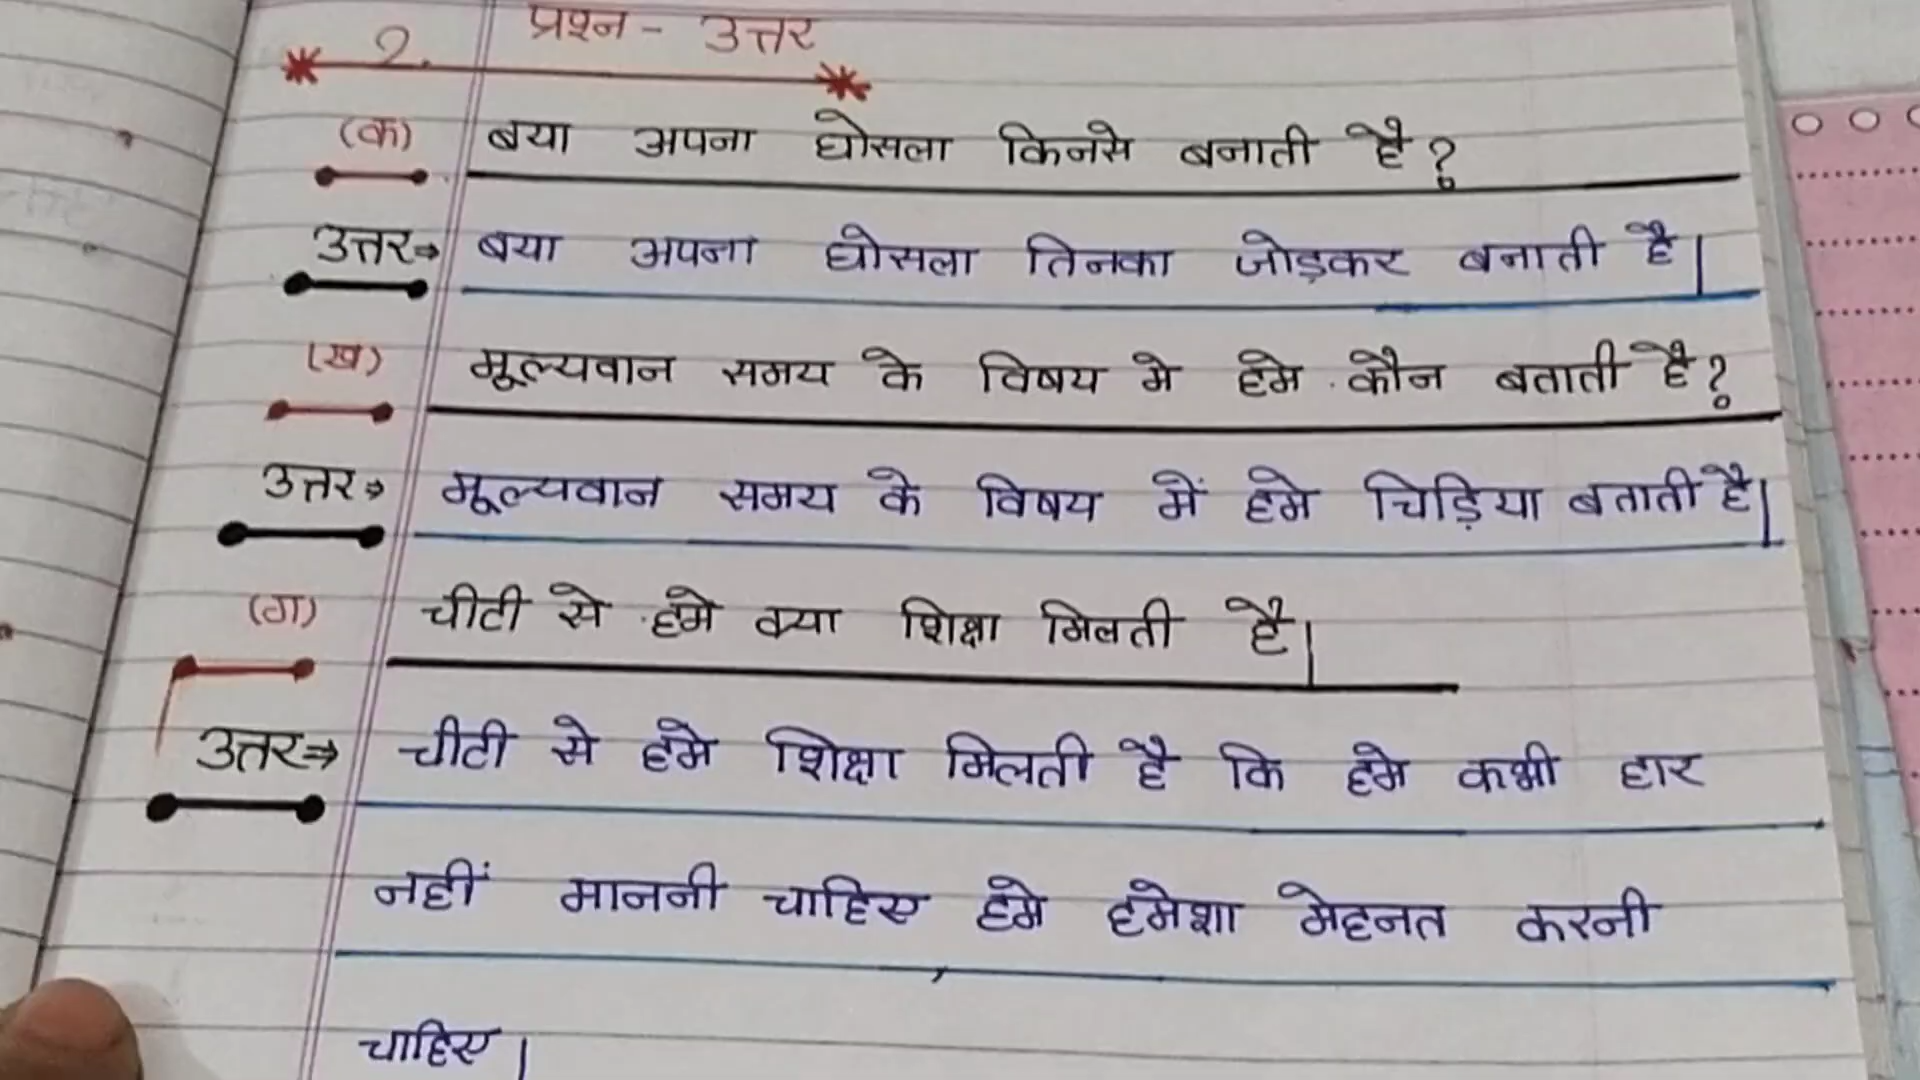 2. प्रश्न - उत्तर
(क) बया अपना घोसला किनसे बनाती है?
उत्तर⇒ बया अपना घोसला तिनका जोड़कर बनाती है|
(ख) मूल्यवान समय के विषय मे हमे कौन बताती है?
उत्तर⇒ मूल्यवान समय के विषय में हमे चिड़िया बताती है|
(ग) चीटी से हमे क्या शिक्षा मिलती है|
उत्तर⇒ चीटी से हमे शिक्षा मिलती है कि हमे कभी हार
नहीं माननी चाहिए, हमे हमेशा मेहनत करनी
चाहिए|